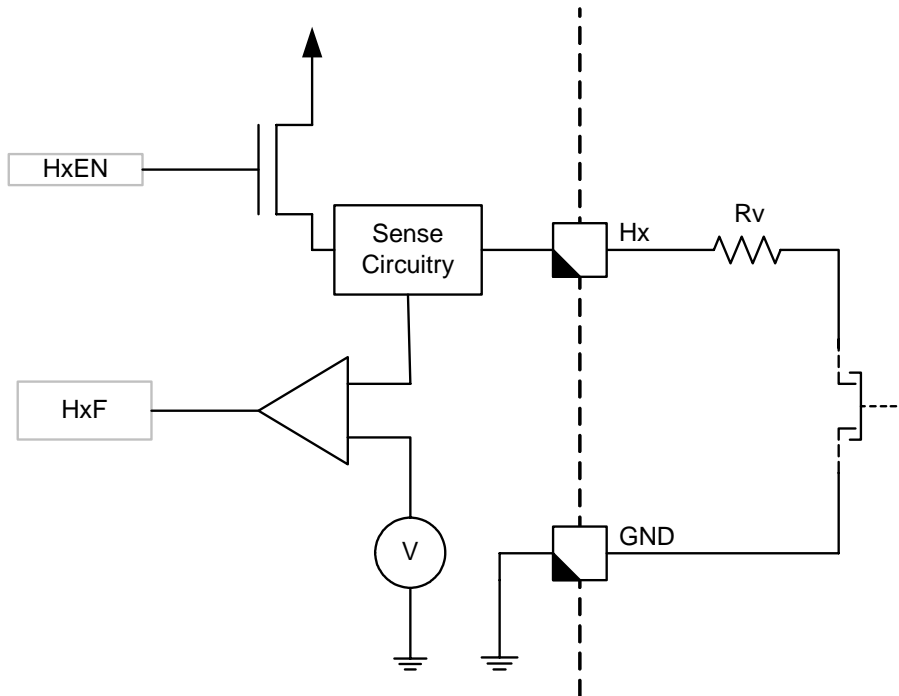 HxEN
Sense
Circuitry
Hx
Rv
HxF
GND
V